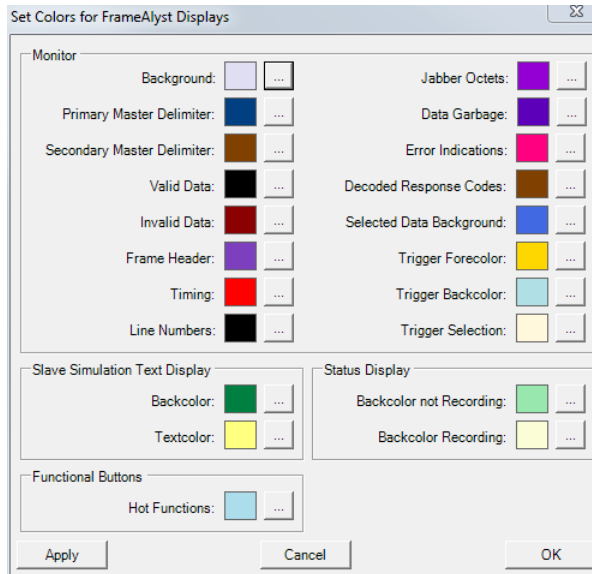 Set Colors for FrameAlyst Displays
Monitor
Background: ...
Primary Master Delimiter: ...
Secondary Master Delimiter: ...
Valid Data: ...
Invalid Data: ...
Frame Header: ...
Timing: ...
Line Numbers: ...
Jabber Octets: ...
Data Garbage: ...
Error Indications: ...
Decoded Response Codes: ...
Selected Data Background: ...
Trigger Forecolor: ...
Trigger Backcolor: ...
Trigger Selection: ...
Slave Simulation Text Display
Backcolor: ...
Textcolor: ...
Status Display
Backcolor not Recording: ...
Backcolor Recording: ...
Functional Buttons
Hot Functions: ...
Apply
Cancel
OK